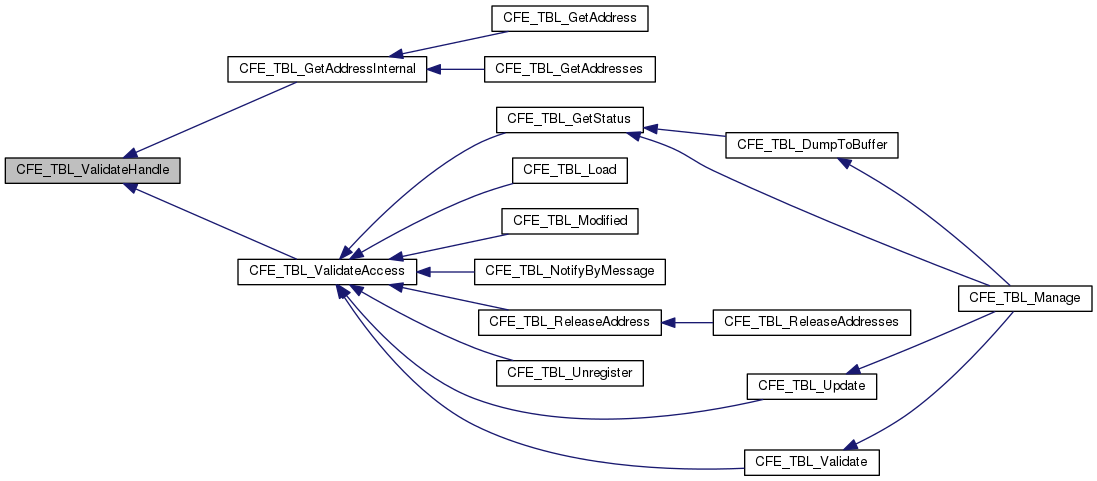 CFE_TBL_GetAddress
CFE_TBL_GetAddressInternal
CFE_TBL_GetAddresses
CFE_TBL_GetStatus
CFE_TBL_DumpToBuffer
CFE_TBL_ValidateHandle
CFE_TBL_Load
CFE_TBL_Modified
CFE_TBL_ValidateAccess
CFE_TBL_NotifyByMessage
CFE_TBL_Manage
CFE_TBL_ReleaseAddress
CFE_TBL_ReleaseAddresses
CFE_TBL_Unregister
CFE_TBL_Update
CFE_TBL_Validate